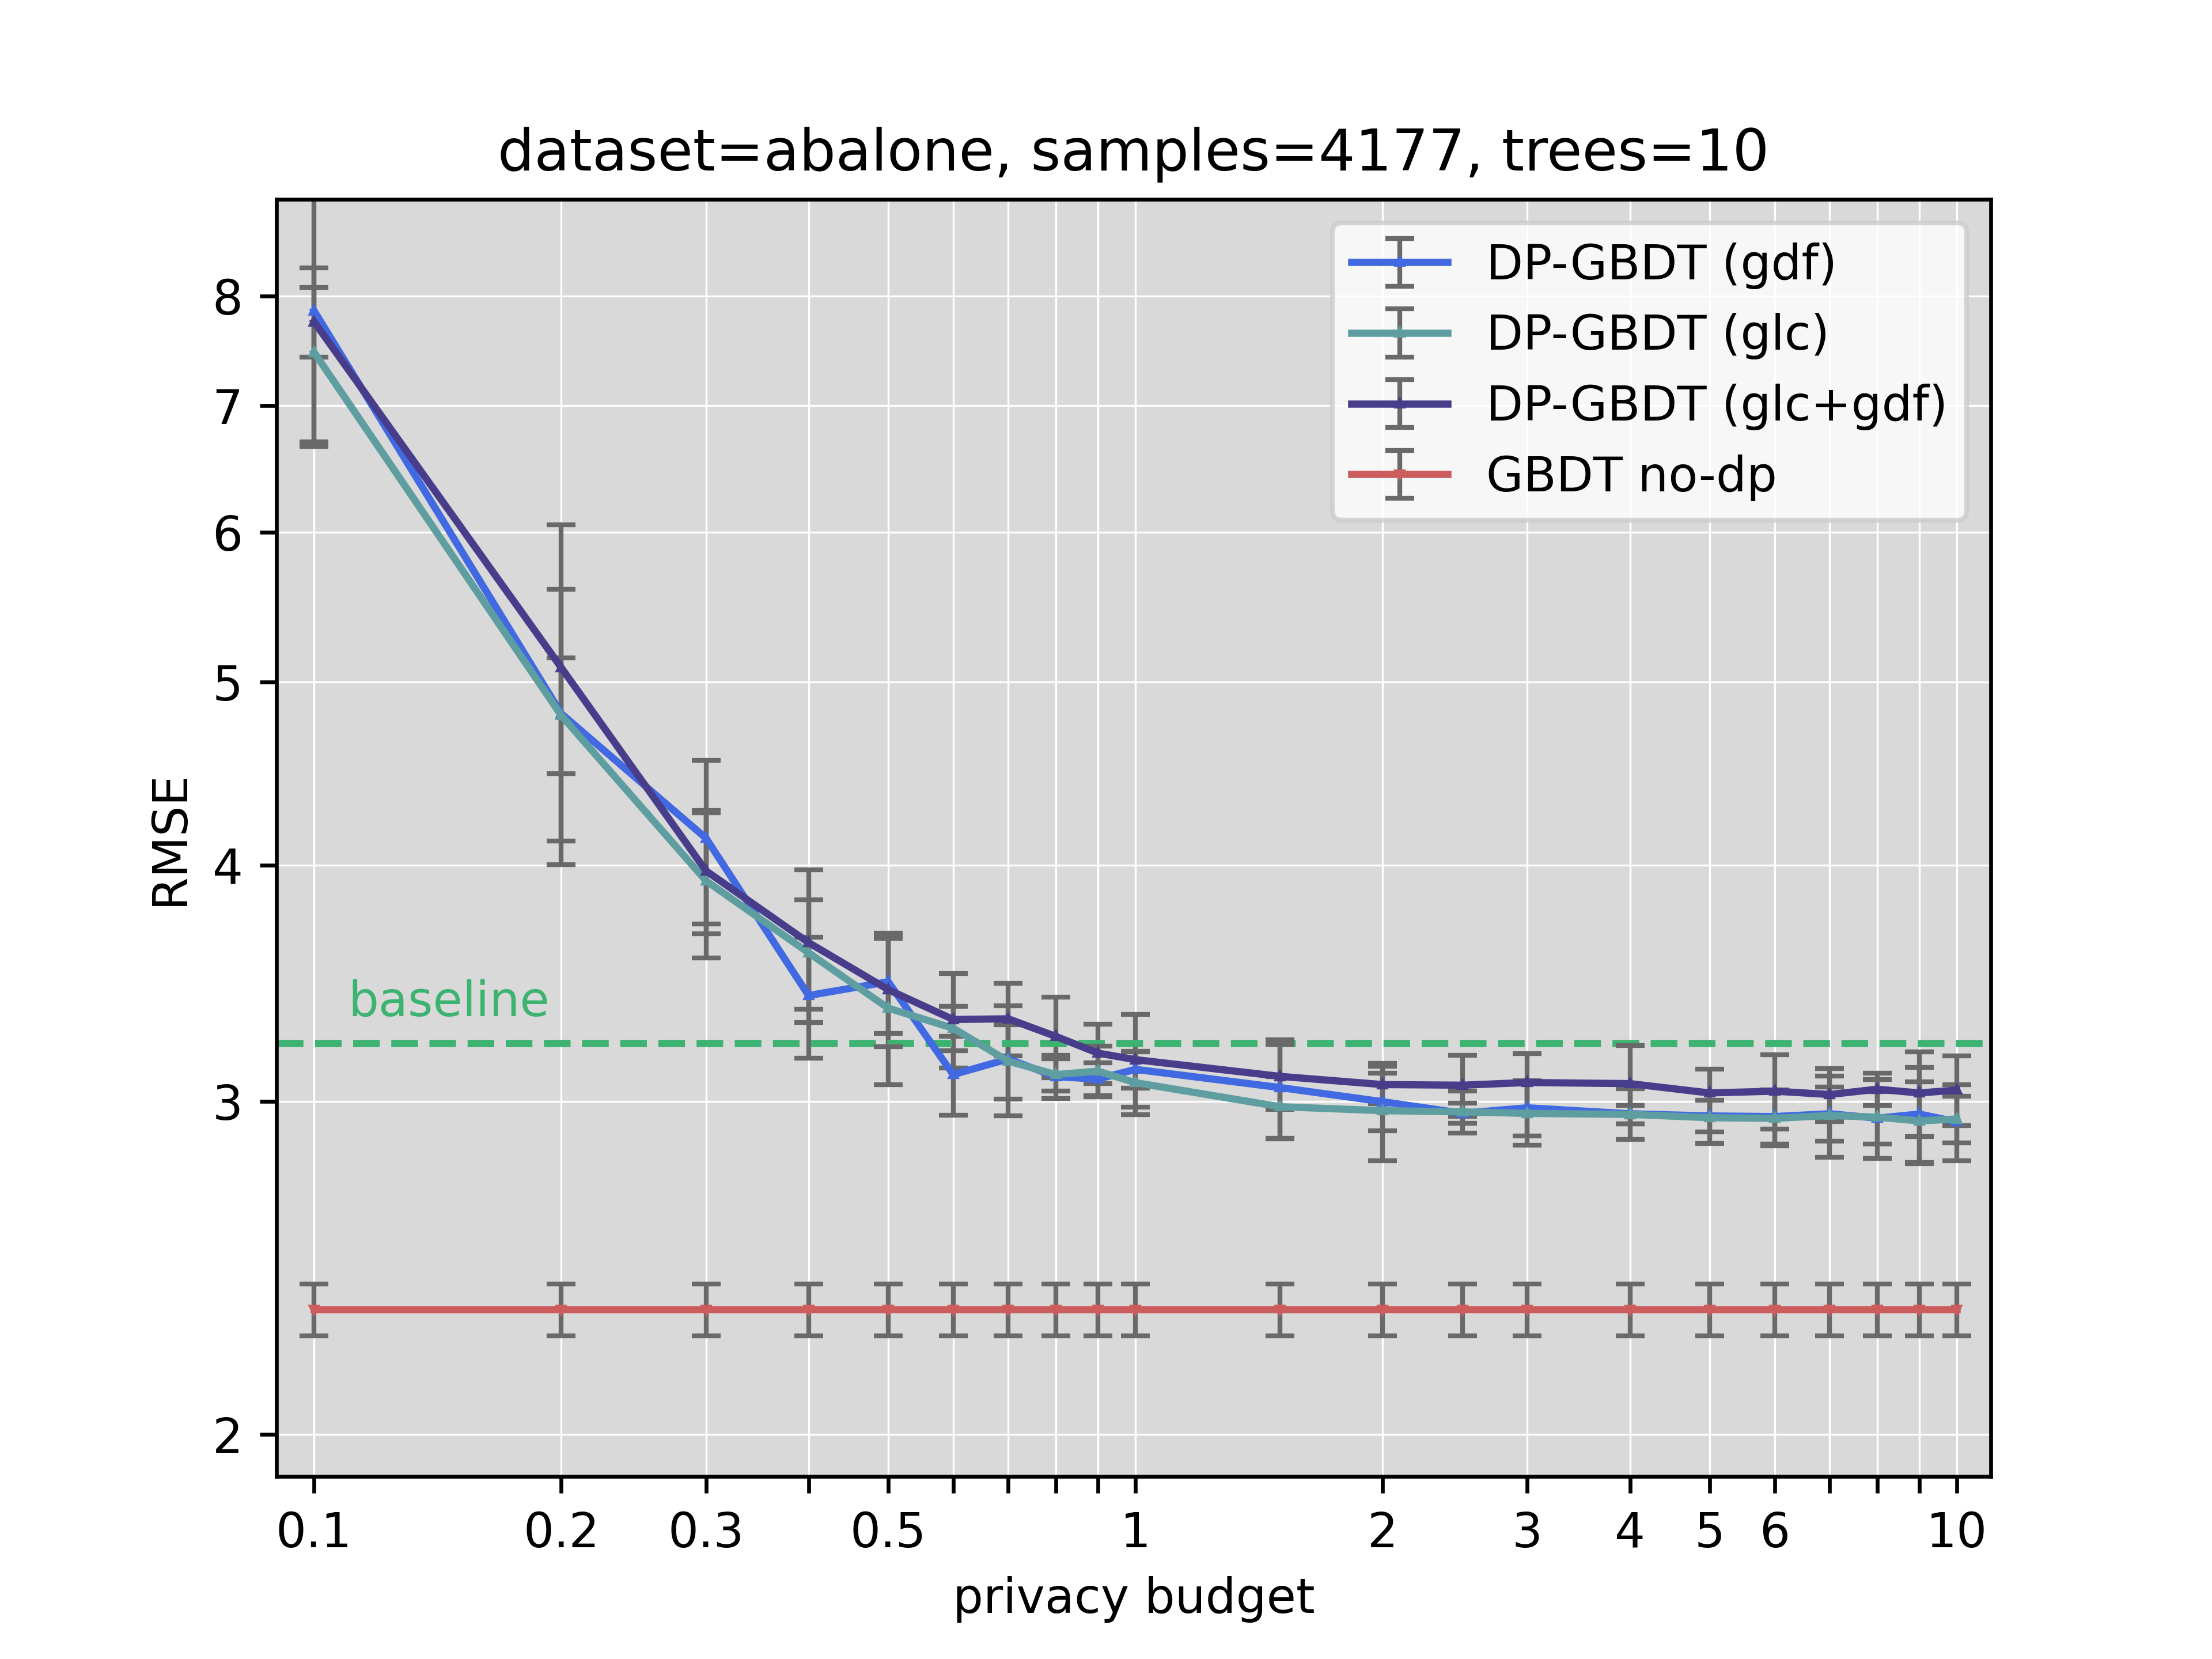 dataset=abalone, samples=4177, trees=10
DP-GBDT (gdf)
DP-GBDT (glc)
DP-GBDT (glc+gdf)
GBDT no-dp
8
7
6
5
4
3
2
RMSE
baseline
0.1 0.2 0.3 0.5 1 2 3 4 5 6 10
privacy budget